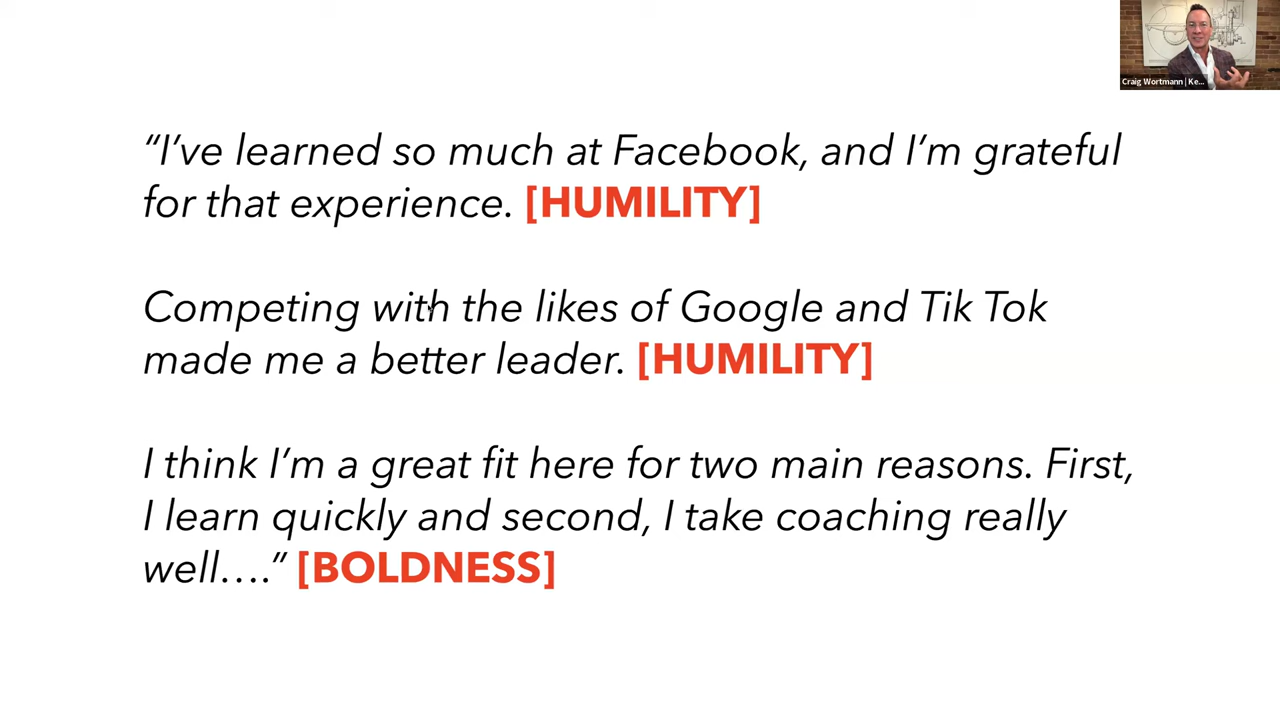 Craig Wortmann | Ke...
“I’ve learned so much at Facebook, and I’m grateful
for that experience. [HUMILITY]
Competing with the likes of Google and Tik Tok
made me a better leader. [HUMILITY]
I think I’m a great fit here for two main reasons. First,
I learn quickly and second, I take coaching really
well….” [BOLDNESS]